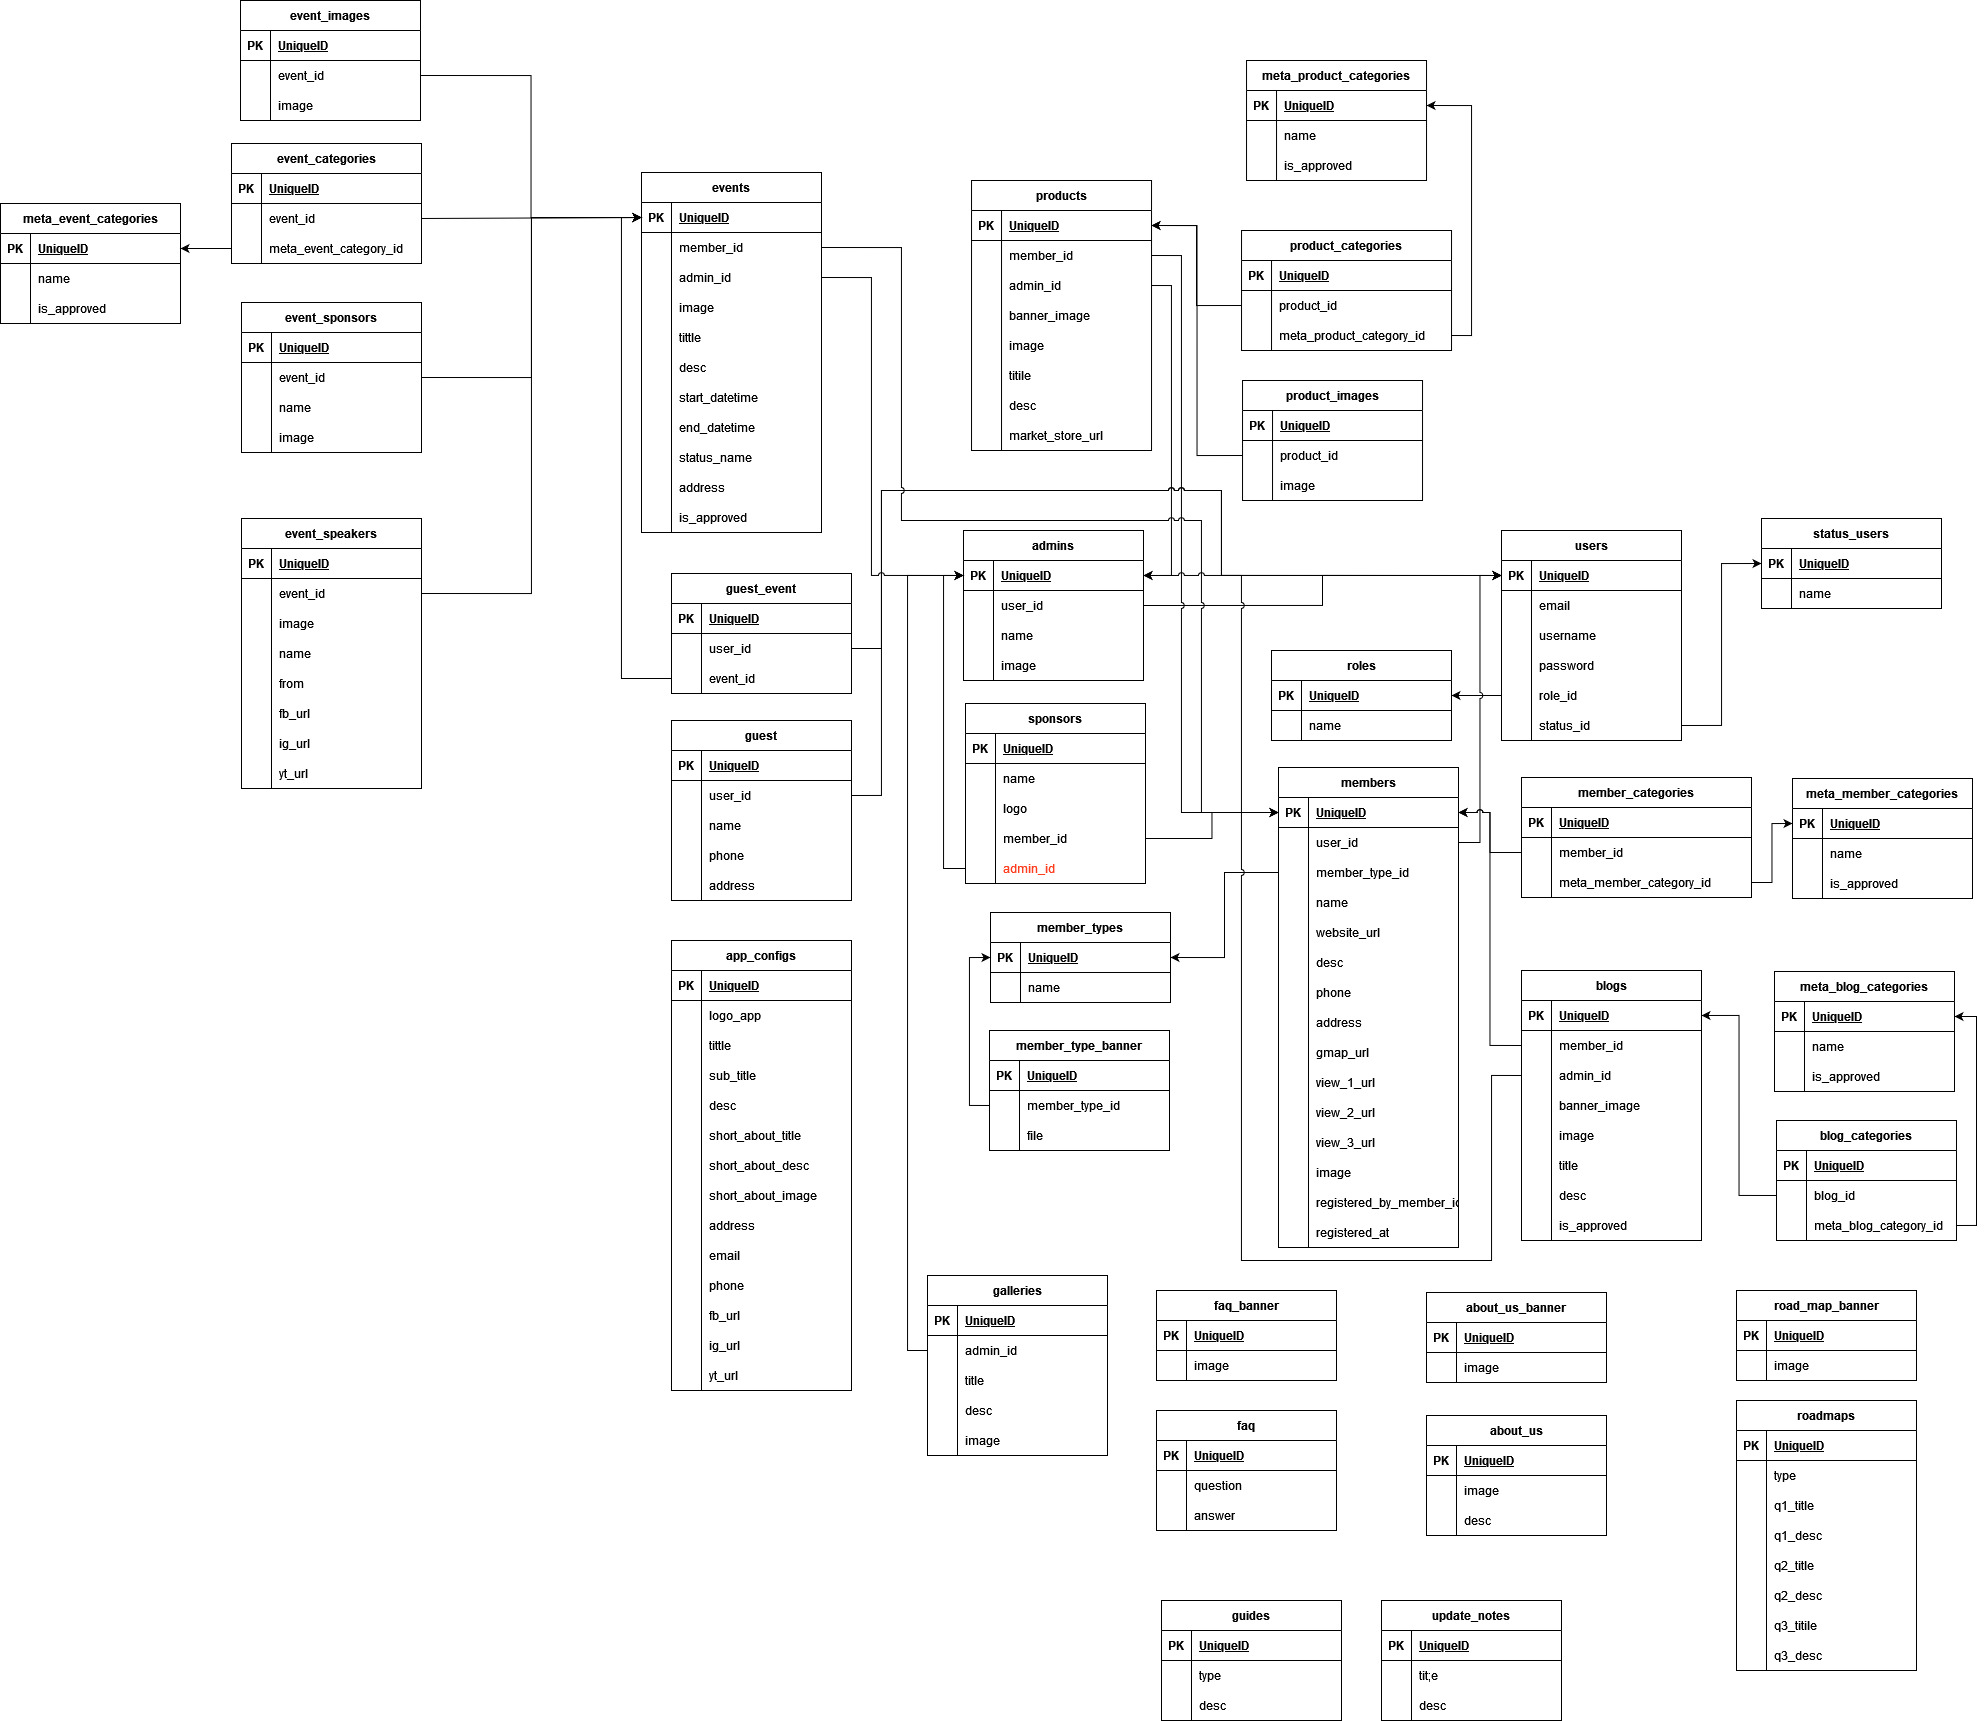 event_images
PK UniqueID
event_id
image
event_categories
PK UniqueID
event_id
meta_event_category_id
meta_event_categories
PK UniqueID
name
is_approved
event_sponsors
PK UniqueID
event_id
name
image
event_speakers
PK UniqueID
event_id
image
name
from
fb_url
ig_url
yt_url
events
PK UniqueID
member_id
admin_id
image
tittle
desc
start_datetime
end_datetime
status_name
address
is_approved
guest_event
PK UniqueID
user_id
event_id
guest
PK UniqueID
user_id
name
phone
address
app_configs
PK UniqueID
logo_app
tittle
sub_title
desc
short_about_title
short_about_desc
short_about_image
address
email
phone
fb_url
ig_url
yt_url
products
PK UniqueID
member_id
admin_id
banner_image
image
titile
desc
market_store_url
admins
PK UniqueID
user_id
name
image
sponsors
PK UniqueID
name
logo
member_id
admin_id
member_types
PK UniqueID
name
member_type_banner
PK UniqueID
member_type_id
file
galleries
PK UniqueID
admin_id
title
desc
image
meta_product_categories
PK UniqueID
name
is_approved
product_categories
PK UniqueID
product_id
meta_product_category_id
product_images
PK UniqueID
product_id
image
users
PK UniqueID
email
username
password
role_id
status_id
status_users
PK UniqueID
name
roles
PK UniqueID
name
members
PK UniqueID
user_id
member_type_id
name
website_url
desc
phone
address
gmap_url
view_1_url
view_2_url
view_3_url
image
registered_by_member_id
registered_at
member_categories
PK UniqueID
member_id
meta_member_category_id
meta_member_categories
PK UniqueID
name
is_approved
blogs
PK UniqueID
member_id
admin_id
banner_image
image
title
desc
is_approved
meta_blog_categories
PK UniqueID
name
is_approved
blog_categories
PK UniqueID
blog_id
meta_blog_category_id
faq_banner
PK UniqueID
image
about_us_banner
PK UniqueID
image
road_map_banner
PK UniqueID
image
faq
PK UniqueID
question
answer
about_us
PK UniqueID
image
desc
roadmaps
PK UniqueID
type
q1_title
q1_desc
q2_title
q2_desc
q3_titile
q3_desc
guides
PK UniqueID
type
desc
update_notes
PK UniqueID
tit;e
desc